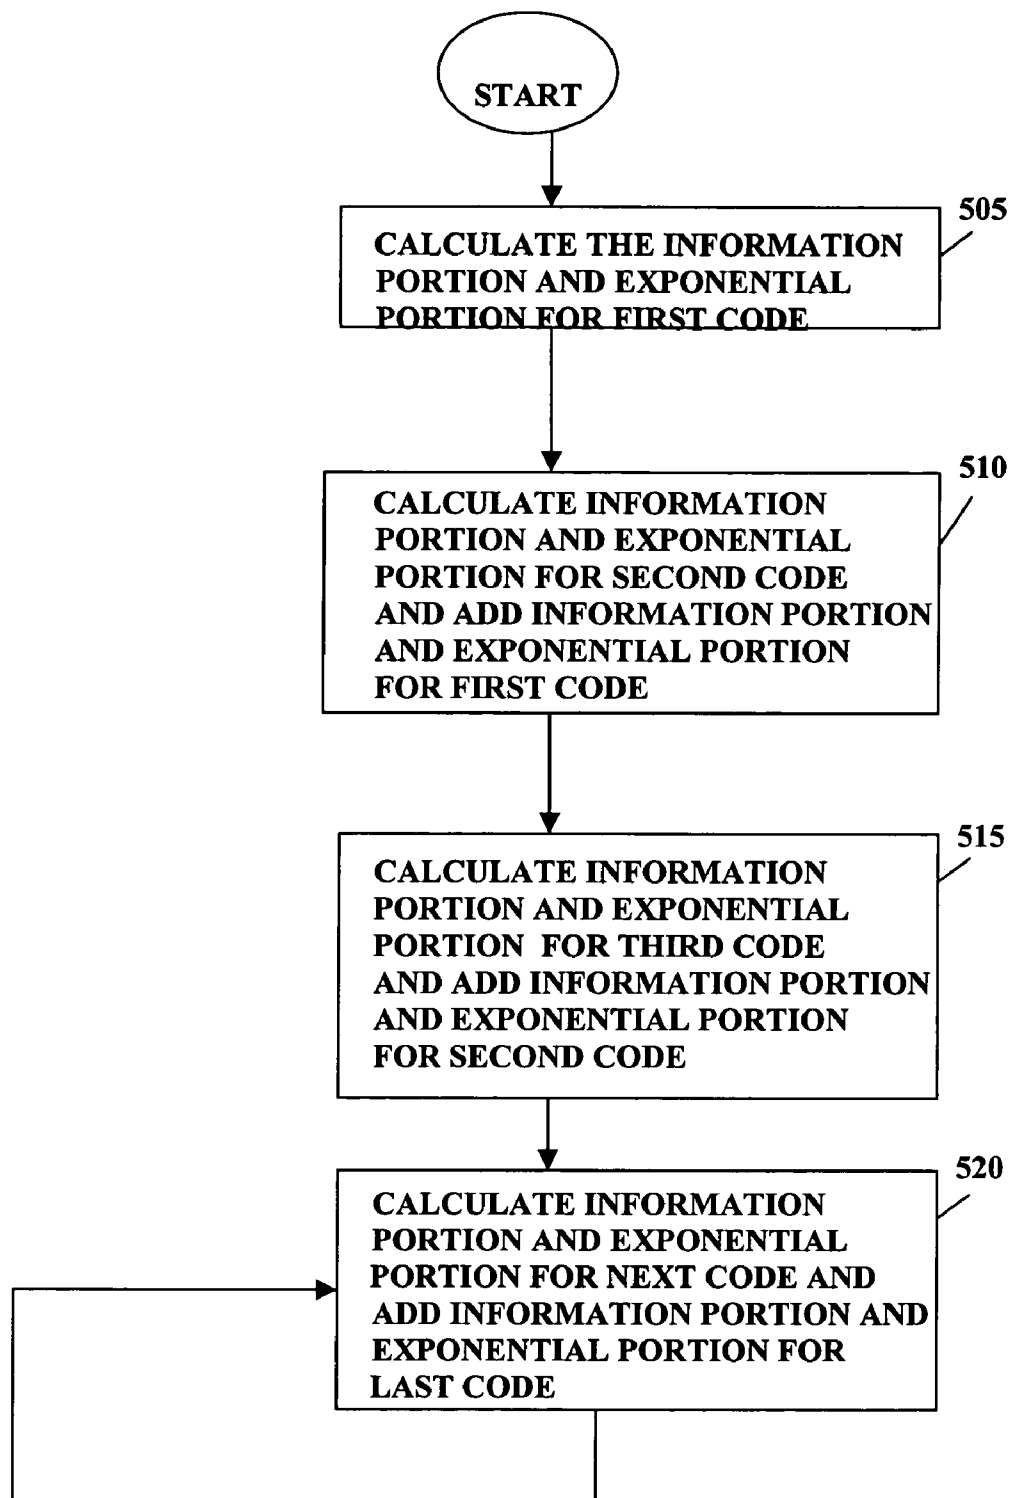 START
505
CALCULATE THE INFORMATION
PORTION AND EXPONENTIAL
PORTION FOR FIRST CODE
510
CALCULATE INFORMATION
PORTION AND EXPONENTIAL
PORTION FOR SECOND CODE
AND ADD INFORMATION PORTION
AND EXPONENTIAL PORTION
FOR FIRST CODE
515
CALCULATE INFORMATION
PORTION AND EXPONENTIAL
PORTION FOR THIRD CODE
AND ADD INFORMATION PORTION
AND EXPONENTIAL PORTION
FOR SECOND CODE
520
CALCULATE INFORMATION
PORTION AND EXPONENTIAL
PORTION FOR NEXT CODE AND
ADD INFORMATION PORTION AND
EXPONENTIAL PORTION FOR
LAST CODE